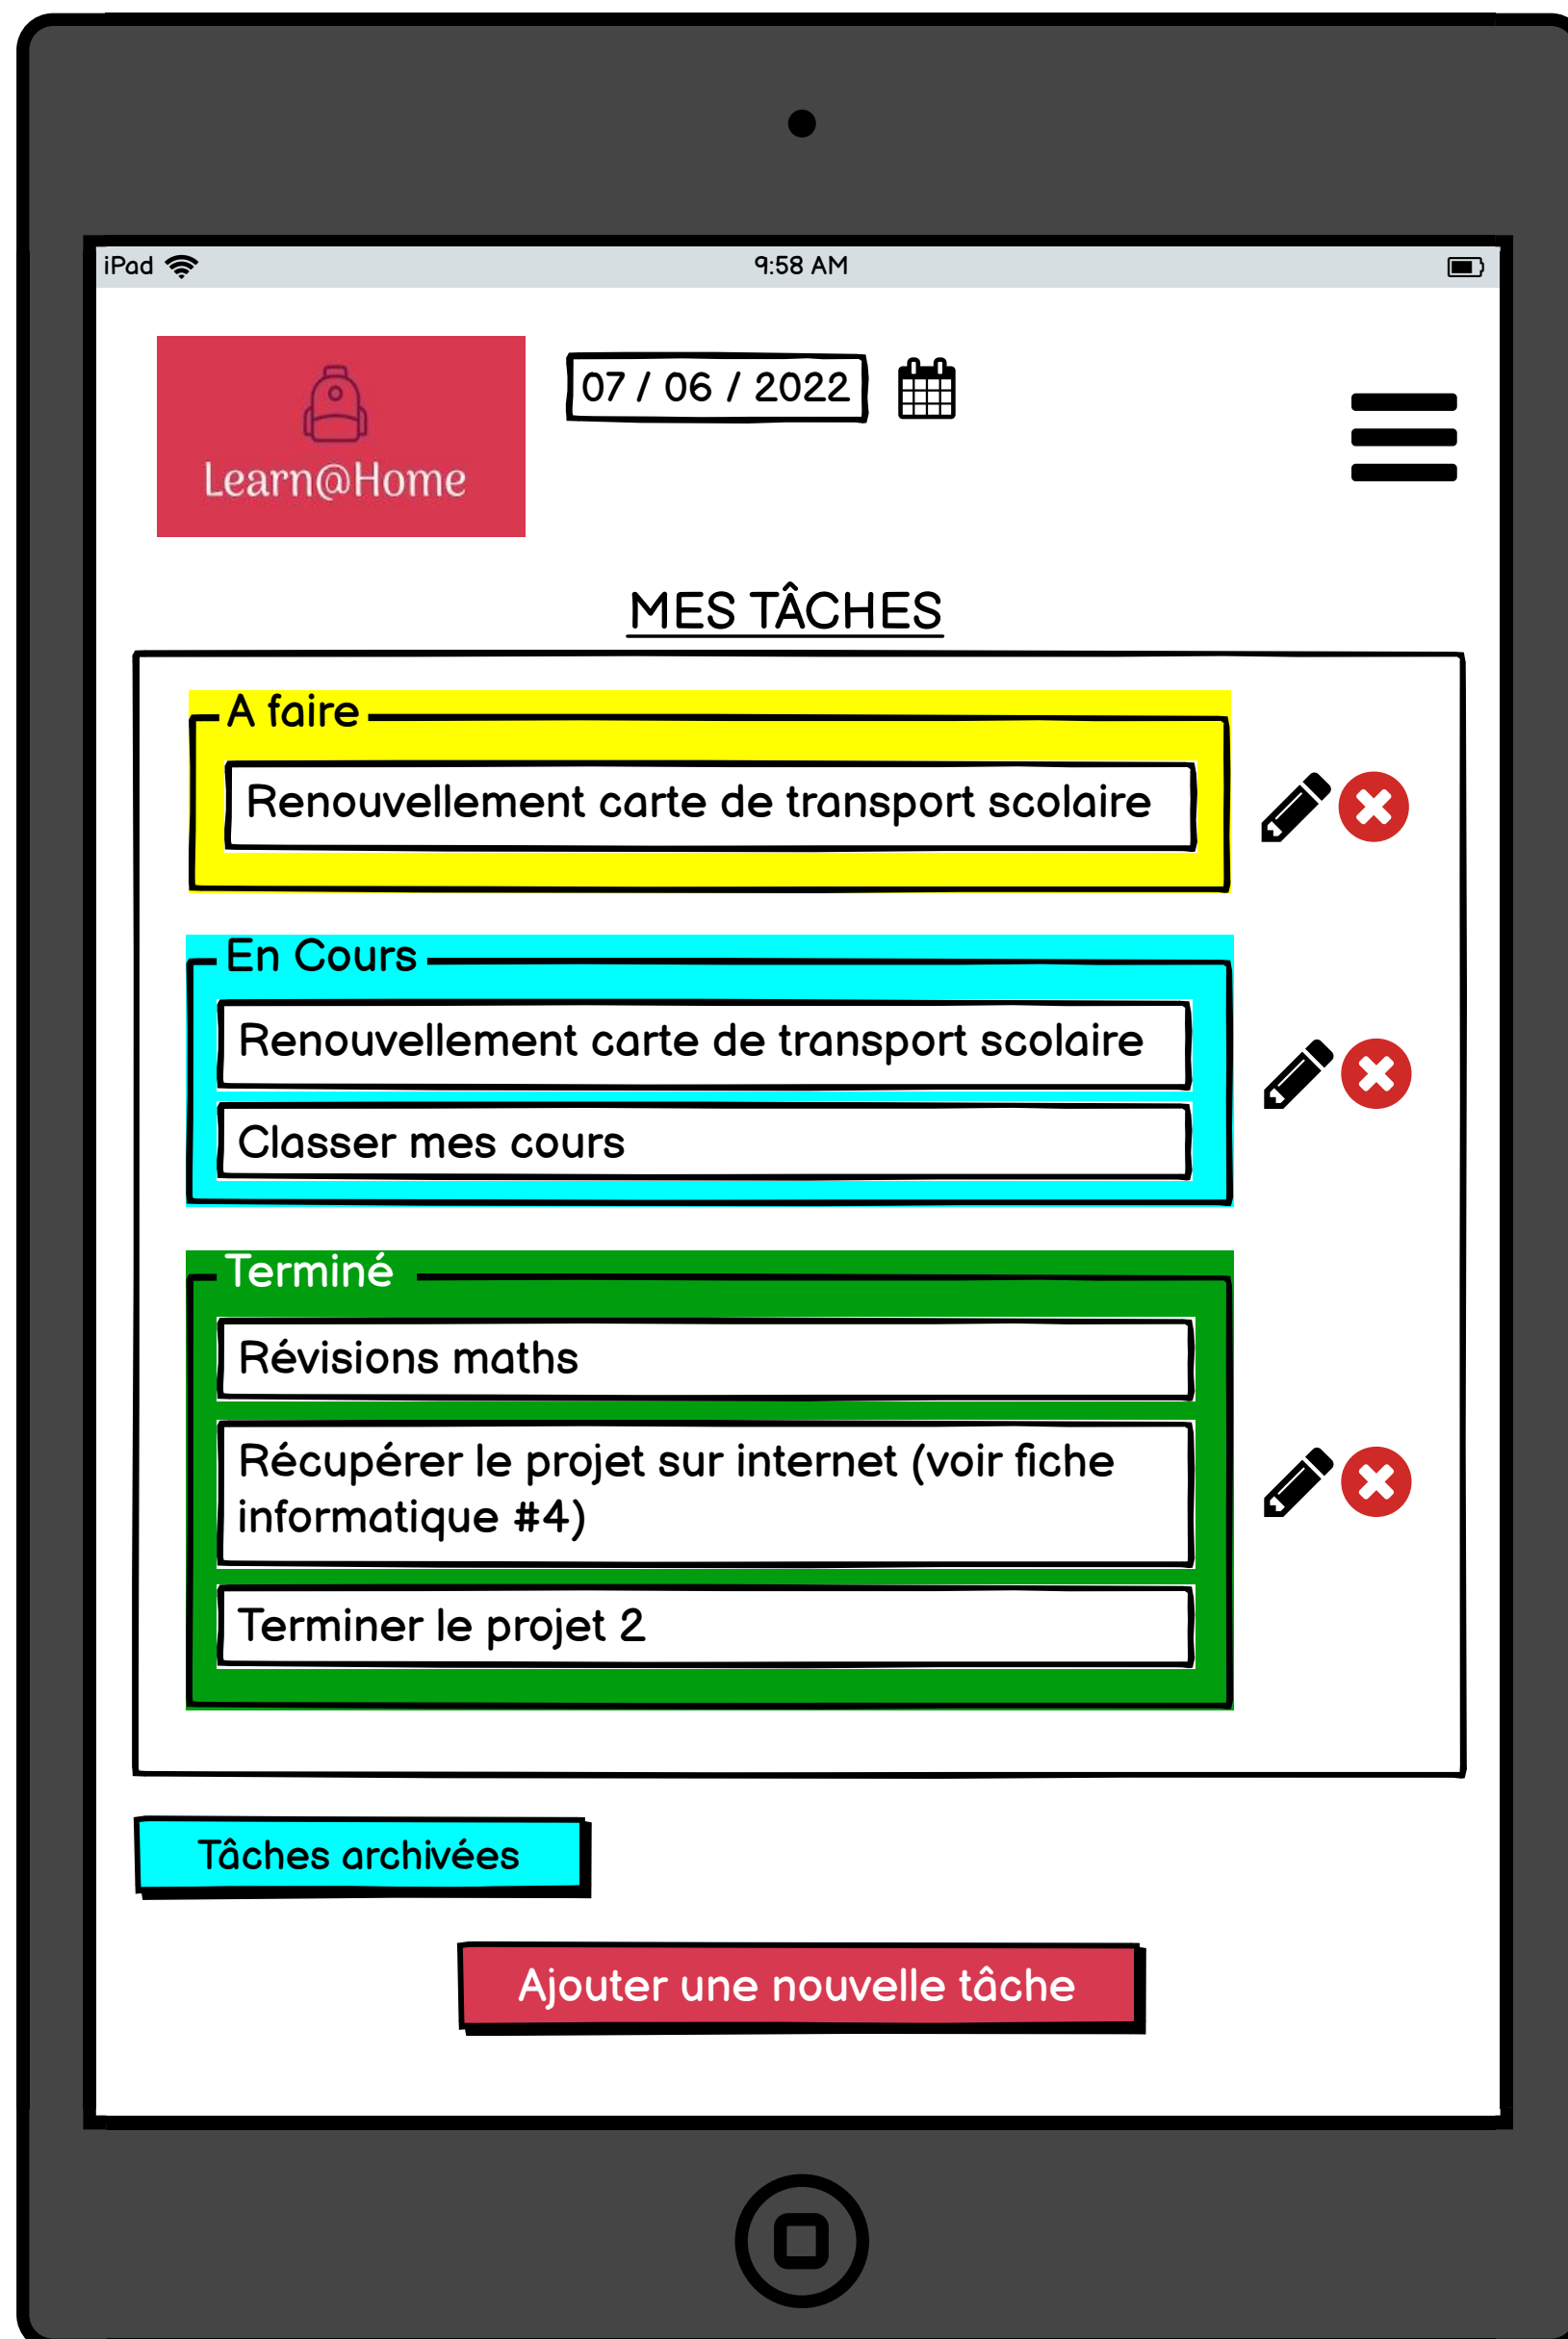 iPad 9:58 AM
07 / 06 / 2022
Learn@Home
MES TÂCHES
A faire
Renouvellement carte de transport scolaire
En Cours
Renouvellement carte de transport scolaire
Classer mes cours
Terminé
Révisions maths
Récupérer le projet sur internet (voir fiche
informatique #4)
Terminer le projet 2
Tâches archivées
Ajouter une nouvelle tâche